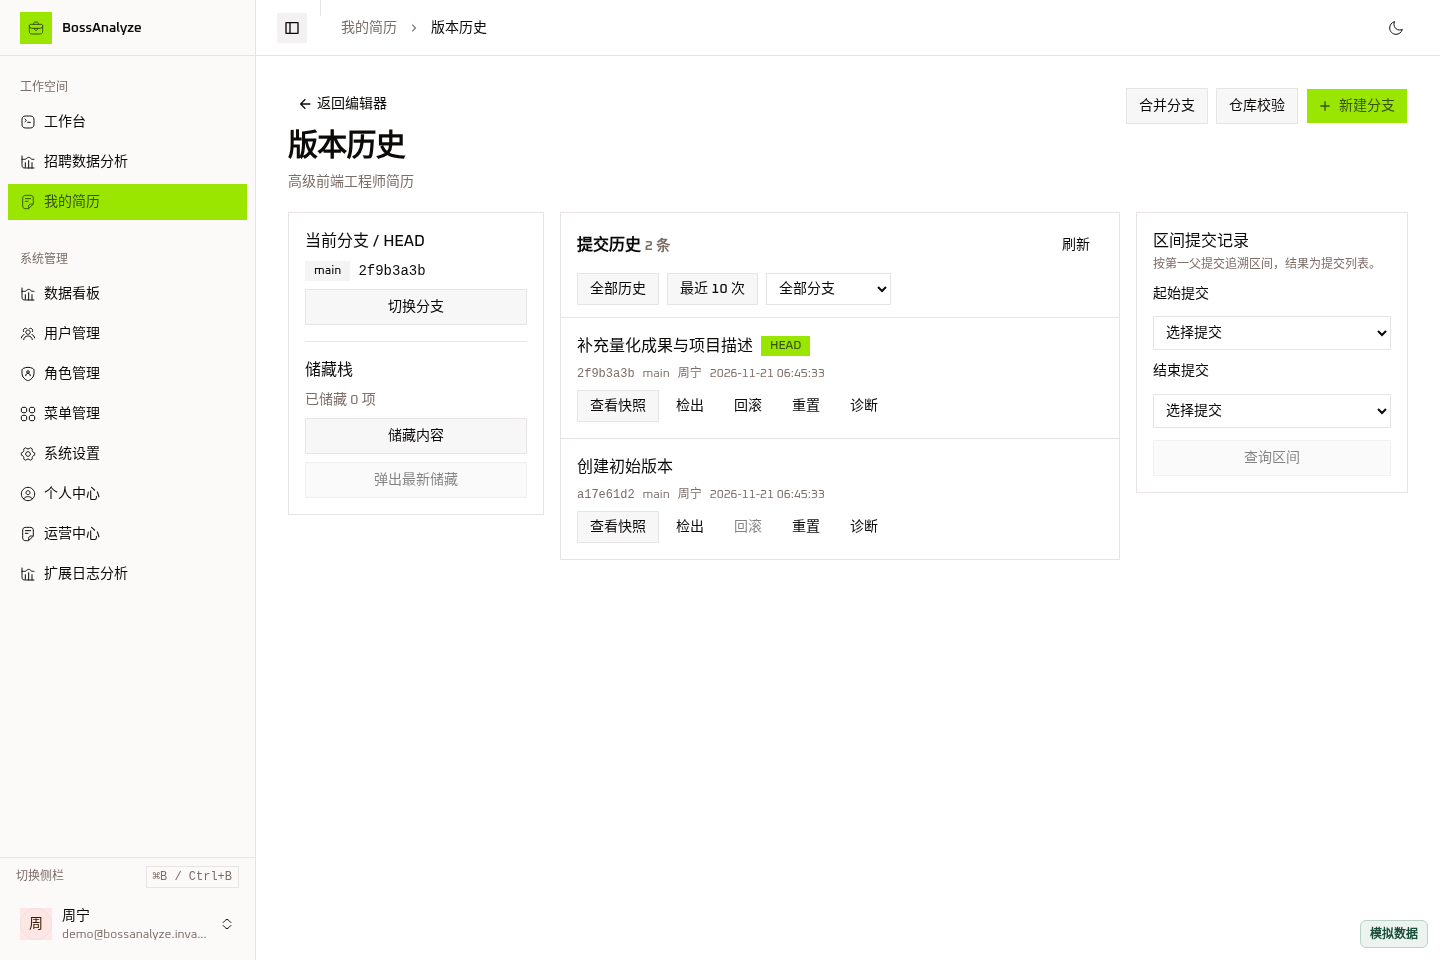 BossAnalyze
工作空间
工作台
招聘数据分析
我的简历
系统管理
数据看板
用户管理
角色管理
菜单管理
系统设置
个人中心
运营中心
扩展日志分析
切换侧栏
⌘B / Ctrl+B
周
周宁
demo@bossanalyze.inva...
我的简历 > 版本历史
返回编辑器
版本历史
高级前端工程师简历
合并分支
仓库校验
+ 新建分支
当前分支 / HEAD
main 2f9b3a3b
切换分支
储藏栈
已储藏 0 项
储藏内容
弹出最新储藏
提交历史 2 条
刷新
全部历史 最近 10 次 全部分支
补充量化成果与项目描述 HEAD
2f9b3a3b main 周宁 2026-11-21 06:45:33
查看快照 检出 回滚 重置 诊断
创建初始版本
a17e61d2 main 周宁 2026-11-21 06:45:33
查看快照 检出 回滚 重置 诊断
区间提交记录
按第一父提交追溯区间，结果为提交列表。
起始提交
选择提交
结束提交
选择提交
查询区间
模拟数据